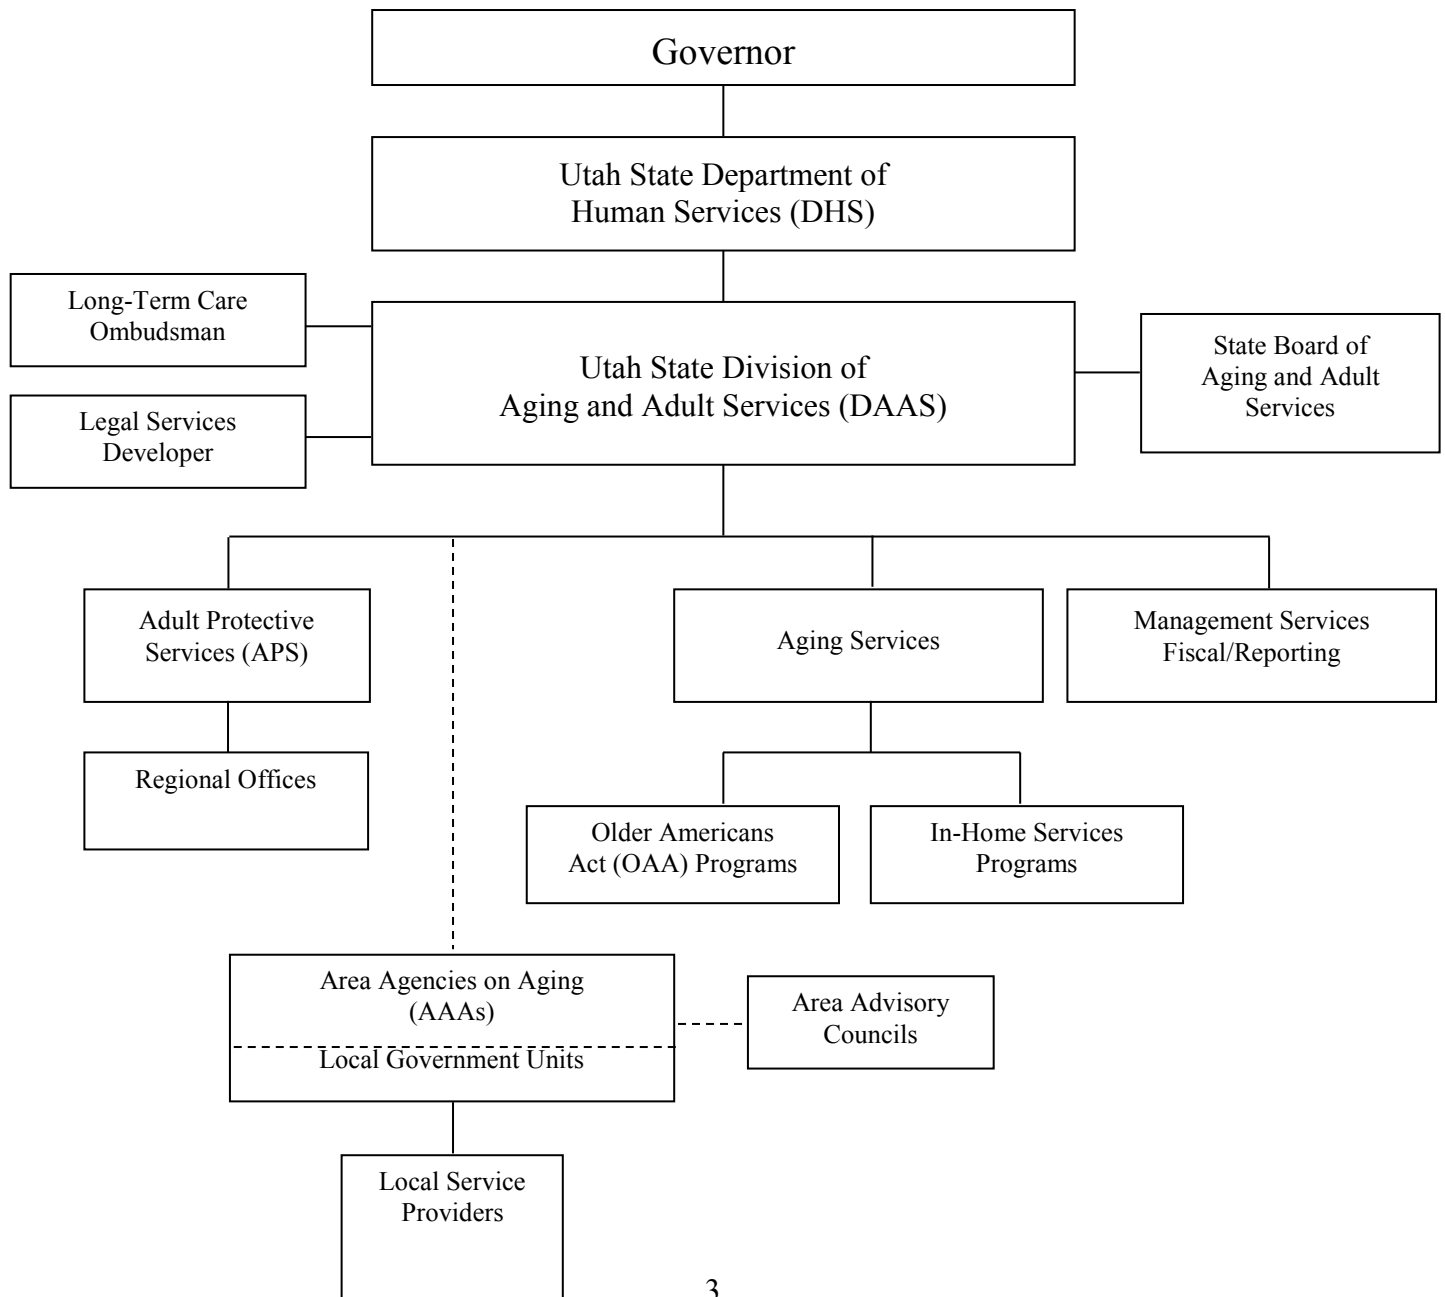 Governor
Utah State Department of
Human Services (DHS)
Long-Term Care
Ombudsman
Utah State Division of
Aging and Adult Services (DAAS)
State Board of
Aging and Adult
Services
Legal Services
Developer
Adult Protective
Services (APS)
Aging Services
Management Services
Fiscal/Reporting
Regional Offices
Older Americans
Act (OAA) Programs
In-Home Services
Programs
Area Agencies on Aging
(AAAs)
Local Government Units
Area Advisory
Councils
Local Service
Providers
3